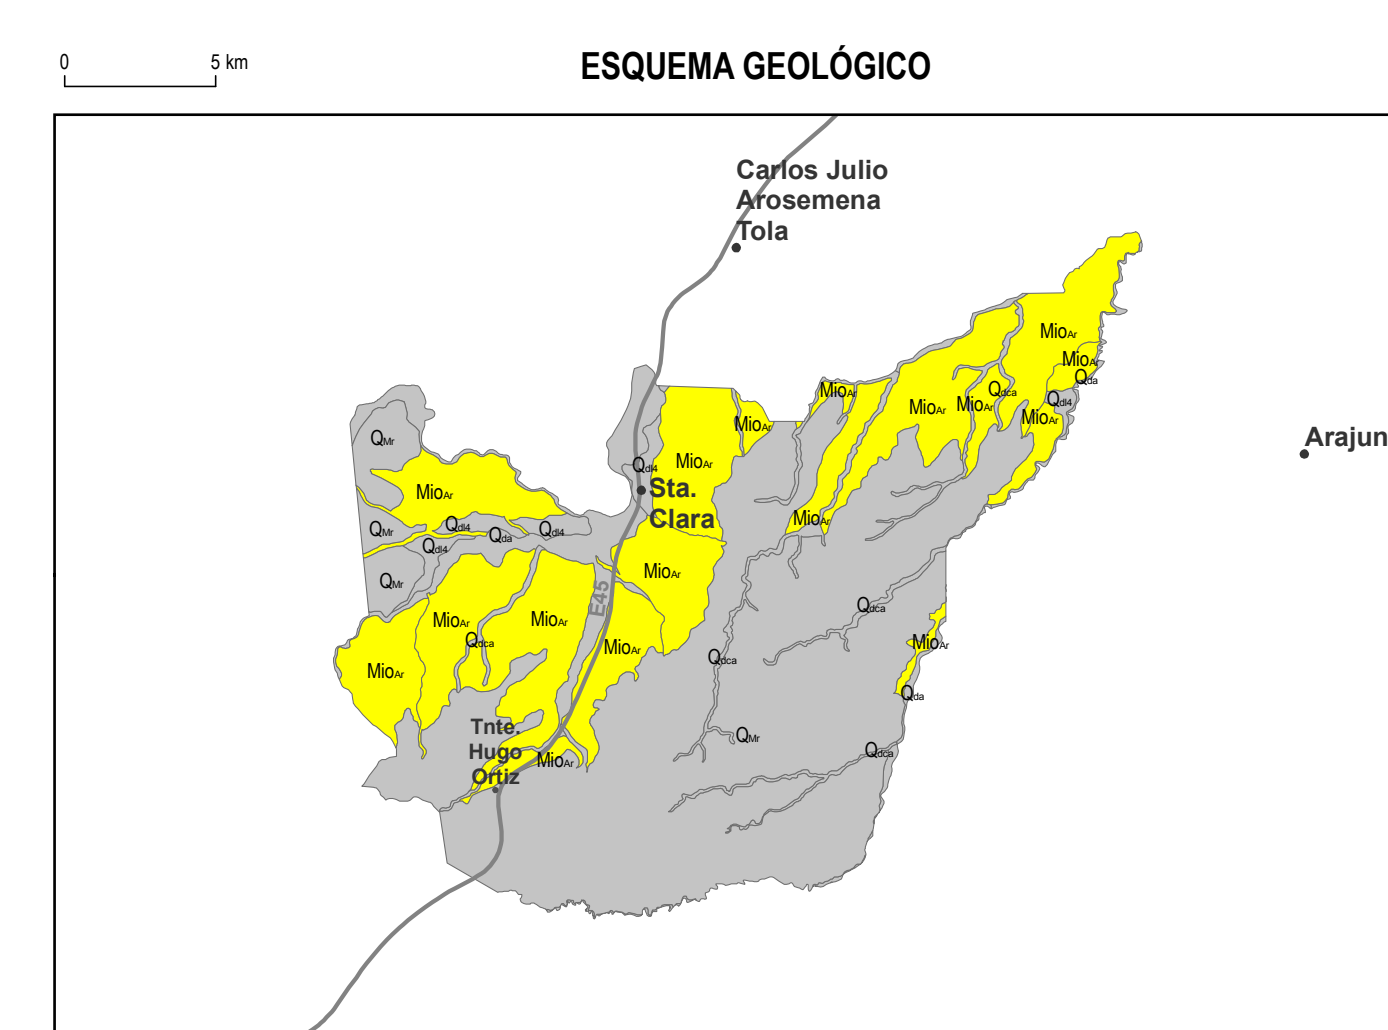 0 5 km
ESQUEMA GEOLÓGICO
Carlos Julio
Arosemena
Tola
MioAr
MioAr
Qda
MioAr
Qdca
Qdl4
MioAr
MioAr
MioAr
MioAr
QMr
Arajun
Qdl4
MioAr
MioAr
Sta.
Clara
MioAr
QMr
Qdl4
Qda
Qdl4
Qdl4
MioAr
QMr
E45
Qdca
MioAr
MioAr
Qdca
MioAr
MioAr
Qdca
MioAr
Qda
Tnte.
Hugo
Ortiz
MioAr
QMr
Qdca